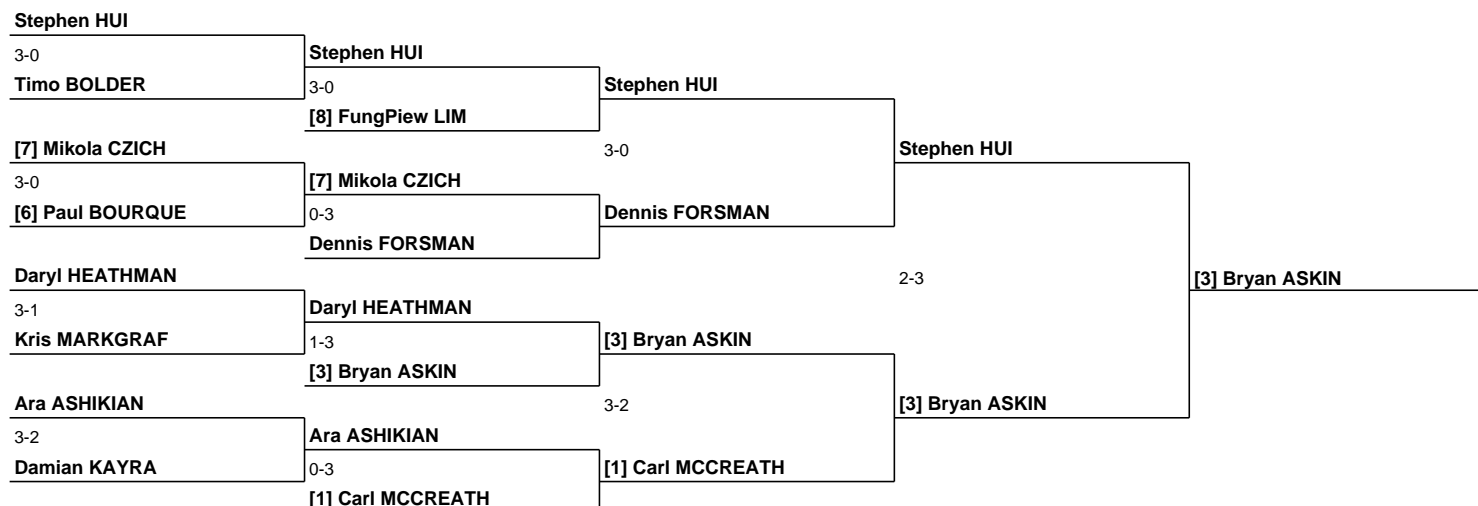 Stephen HUI
3-0
Timo BOLDER
Stephen HUI
3-0
[8] FungPiew LIM
Stephen HUI
3-0
Dennis FORSMAN
Stephen HUI
2-3
[3] Bryan ASKIN
[7] Mikola CZICH
3-0
[6] Paul BOURQUE
[7] Mikola CZICH
0-3
Dennis FORSMAN
Daryl HEATHMAN
3-1
Kris MARKGRAF
Daryl HEATHMAN
1-3
[3] Bryan ASKIN
[3] Bryan ASKIN
3-2
[1] Carl MCCREATH
[3] Bryan ASKIN
Ara ASHIKIAN
3-2
Damian KAYRA
Ara ASHIKIAN
0-3
[1] Carl MCCREATH